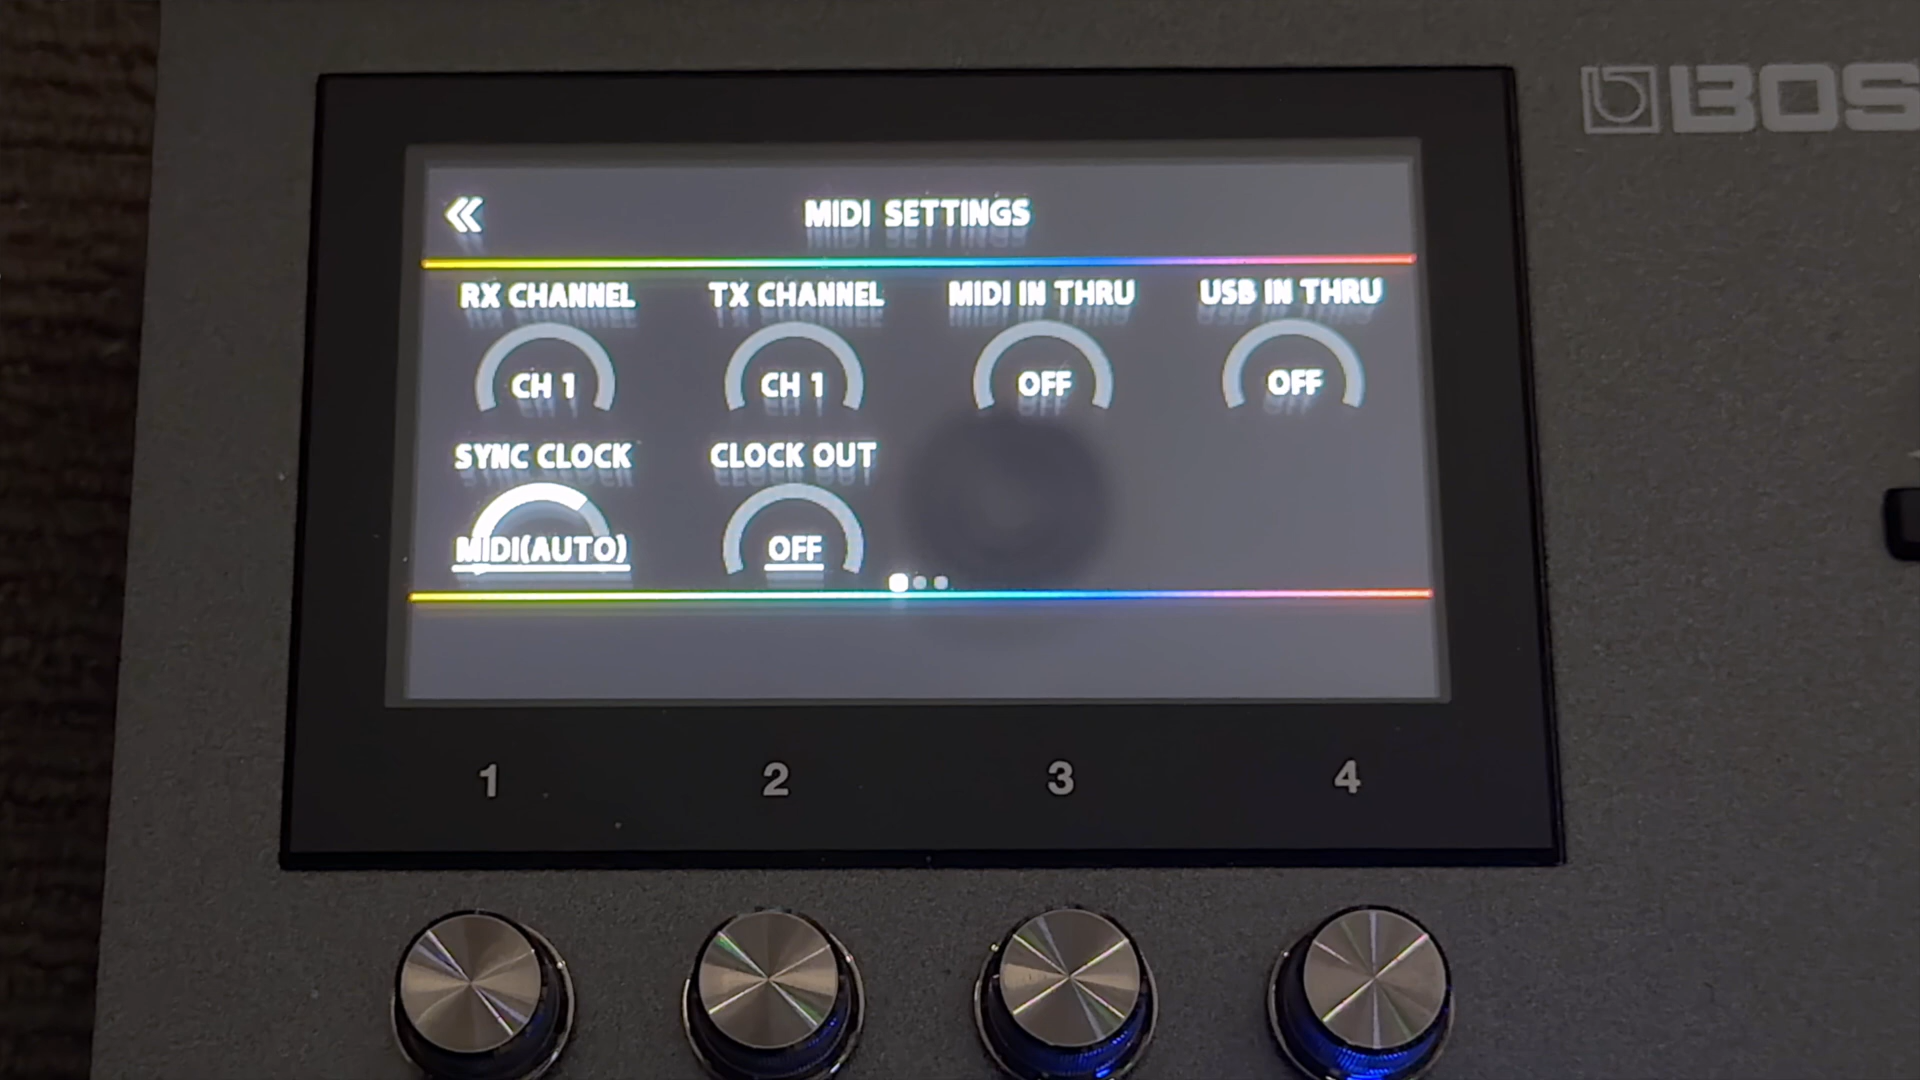 BOS
« MIDI SETTINGS
RX CHANNEL TX CHANNEL MIDI IN THRU USB IN THRU
CH 1 CH 1 OFF OFF
SYNC CLOCK CLOCK OUT
MIDI(AUTO) OFF
1 2 3 4